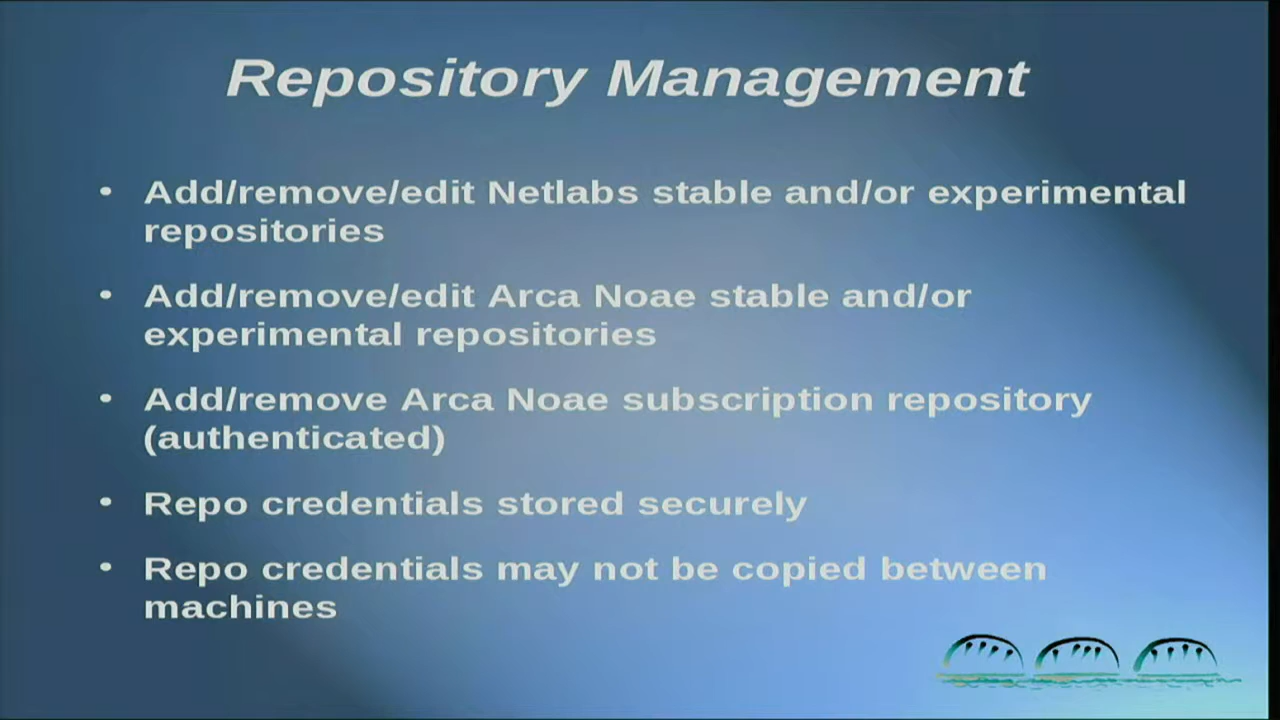 Repository Management
• Add/remove/edit Netlabs stable and/or experimental
repositories
• Add/remove/edit Arca Noae stable and/or
experimental repositories
• Add/remove Arca Noae subscription repository
(authenticated)
• Repo credentials stored securely
• Repo credentials may not be copied between
machines